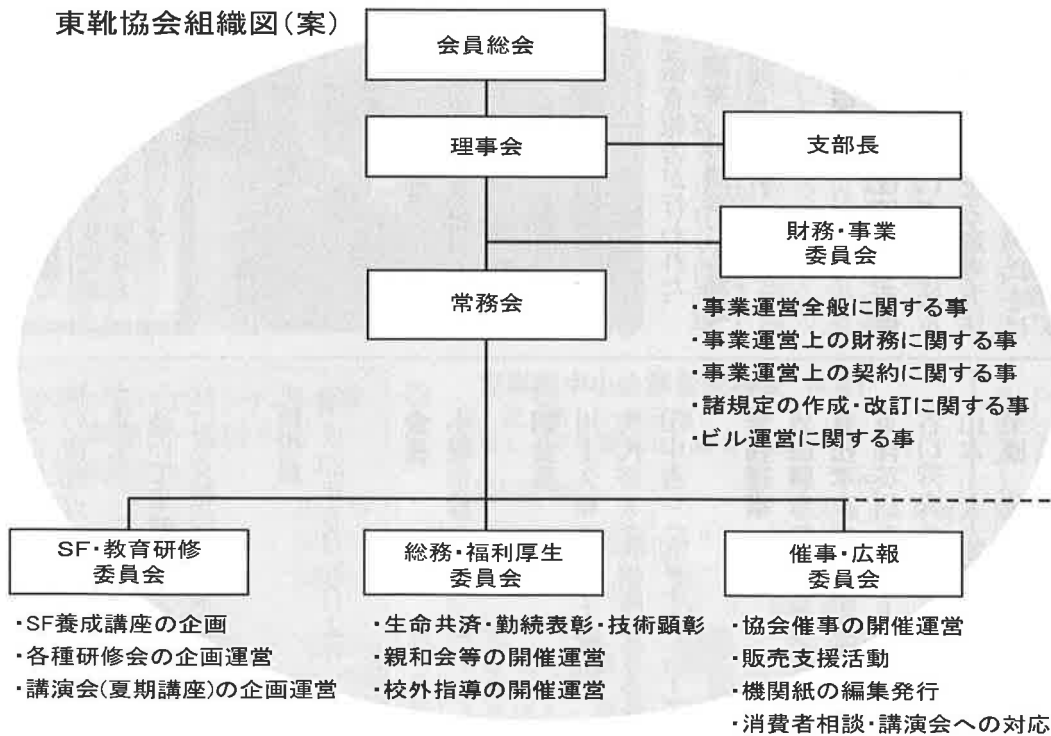 東靴協会組織図(案)
会員総会
理事会
支部長
財務・事業
委員会
常務会
・事業運営全般に関する事
・事業運営上の財務に関する事
・事業運営上の契約に関する事
・諸規定の作成・改訂に関する事
・ビル運営に関する事
SF・教育研修
委員会
・SF養成講座の企画
・各種研修会の企画運営
・講演会(夏期講座)の企画運営
総務・福利厚生
委員会
・生命共済・勤続表彰・技術顕彰
・親和会等の開催運営
・校外指導の開催運営
催事・広報
委員会
・協会催事の開催運営
・販売支援活動
・機関紙の編集発行
・消費者相談・講演会への対応